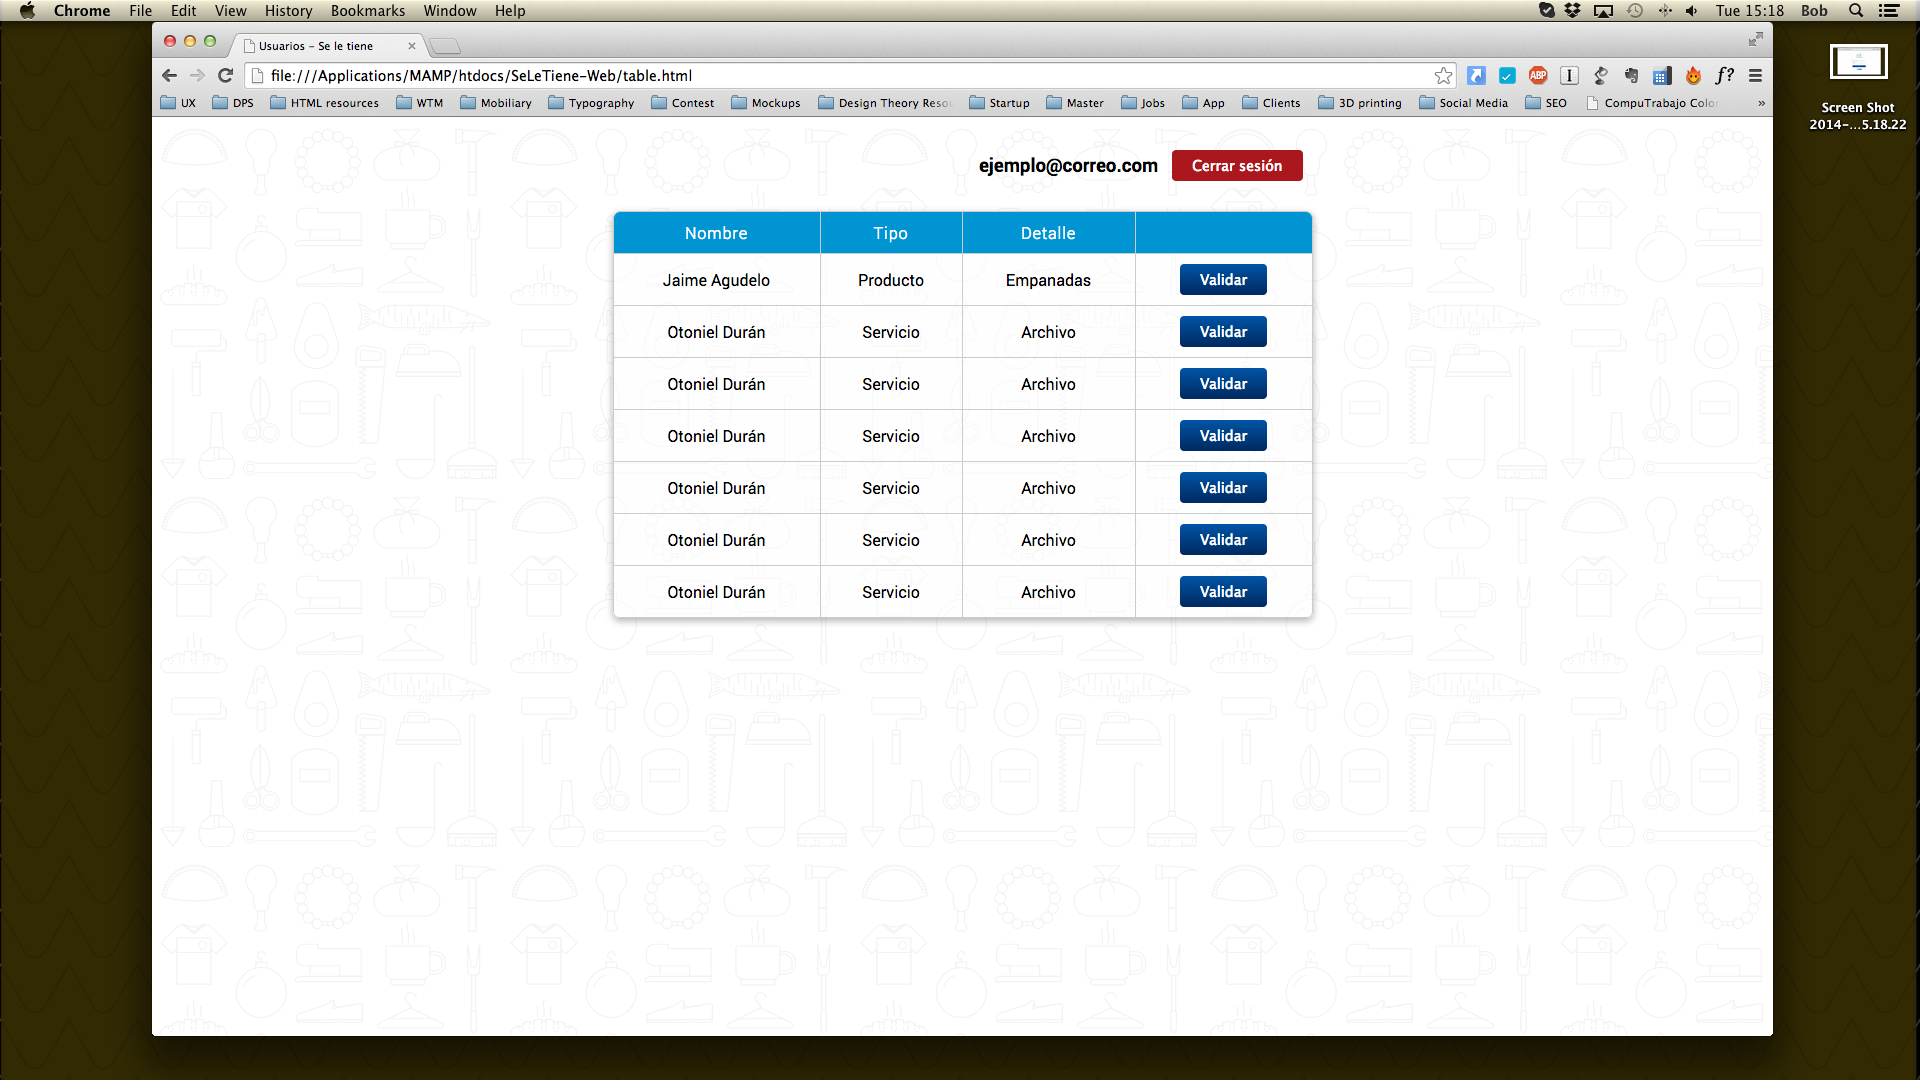 Chrome File Edit View History Bookmarks Window Help Tue 15:18 Bob
Usuarios – Se le tiene
file:///Applications/MAMP/htdocs/SeLeTiene-Web/table.html ABP f?
UX DPS HTML resources WTM Mobiliary Typography Contest Mockups Design Theory Reso Startup Master Jobs App Clients 3D printing Social Media SEO CompuTrabajo Colo »
Screen Shot
2014-...5.18.22
ejemplo@correo.com Cerrar sesión
Nombre Tipo Detalle
Jaime Agudelo Producto Empanadas Validar
Otoniel Durán Servicio Archivo Validar
Otoniel Durán Servicio Archivo Validar
Otoniel Durán Servicio Archivo Validar
Otoniel Durán Servicio Archivo Validar
Otoniel Durán Servicio Archivo Validar
Otoniel Durán Servicio Archivo Validar